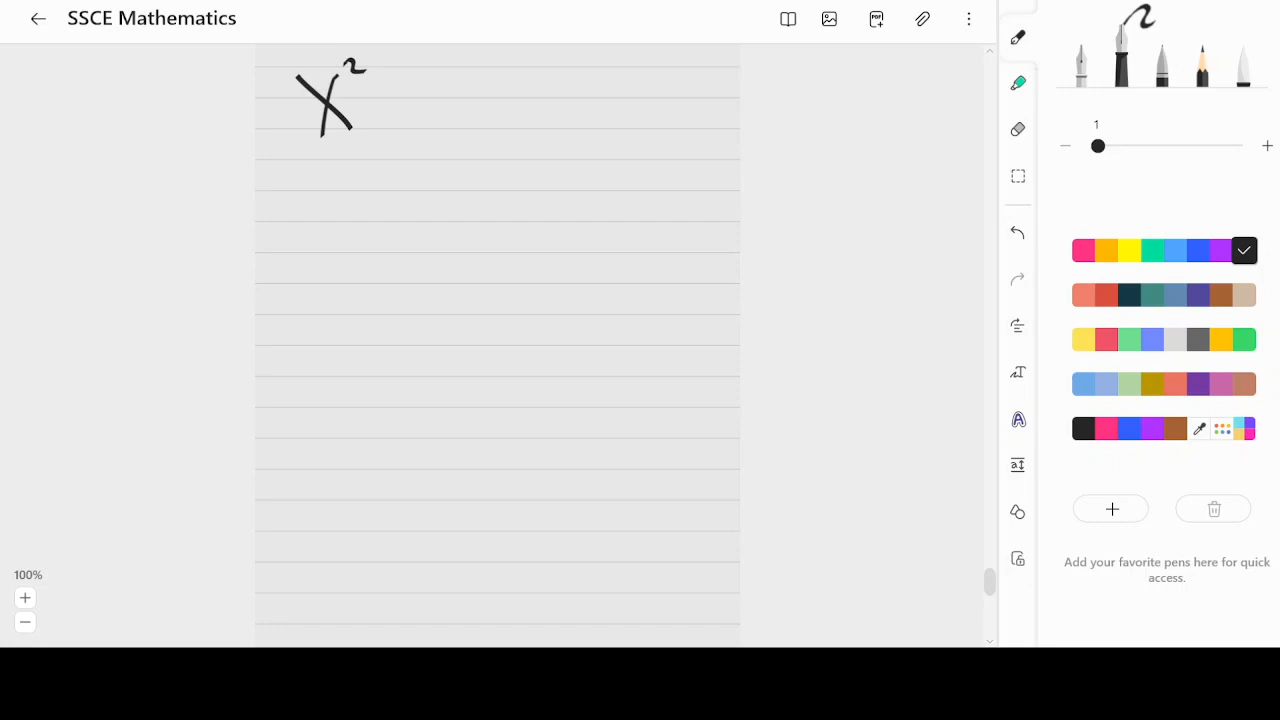 SSCE Mathematics
x²
1
100%
Add your favorite pens here for quick
access.